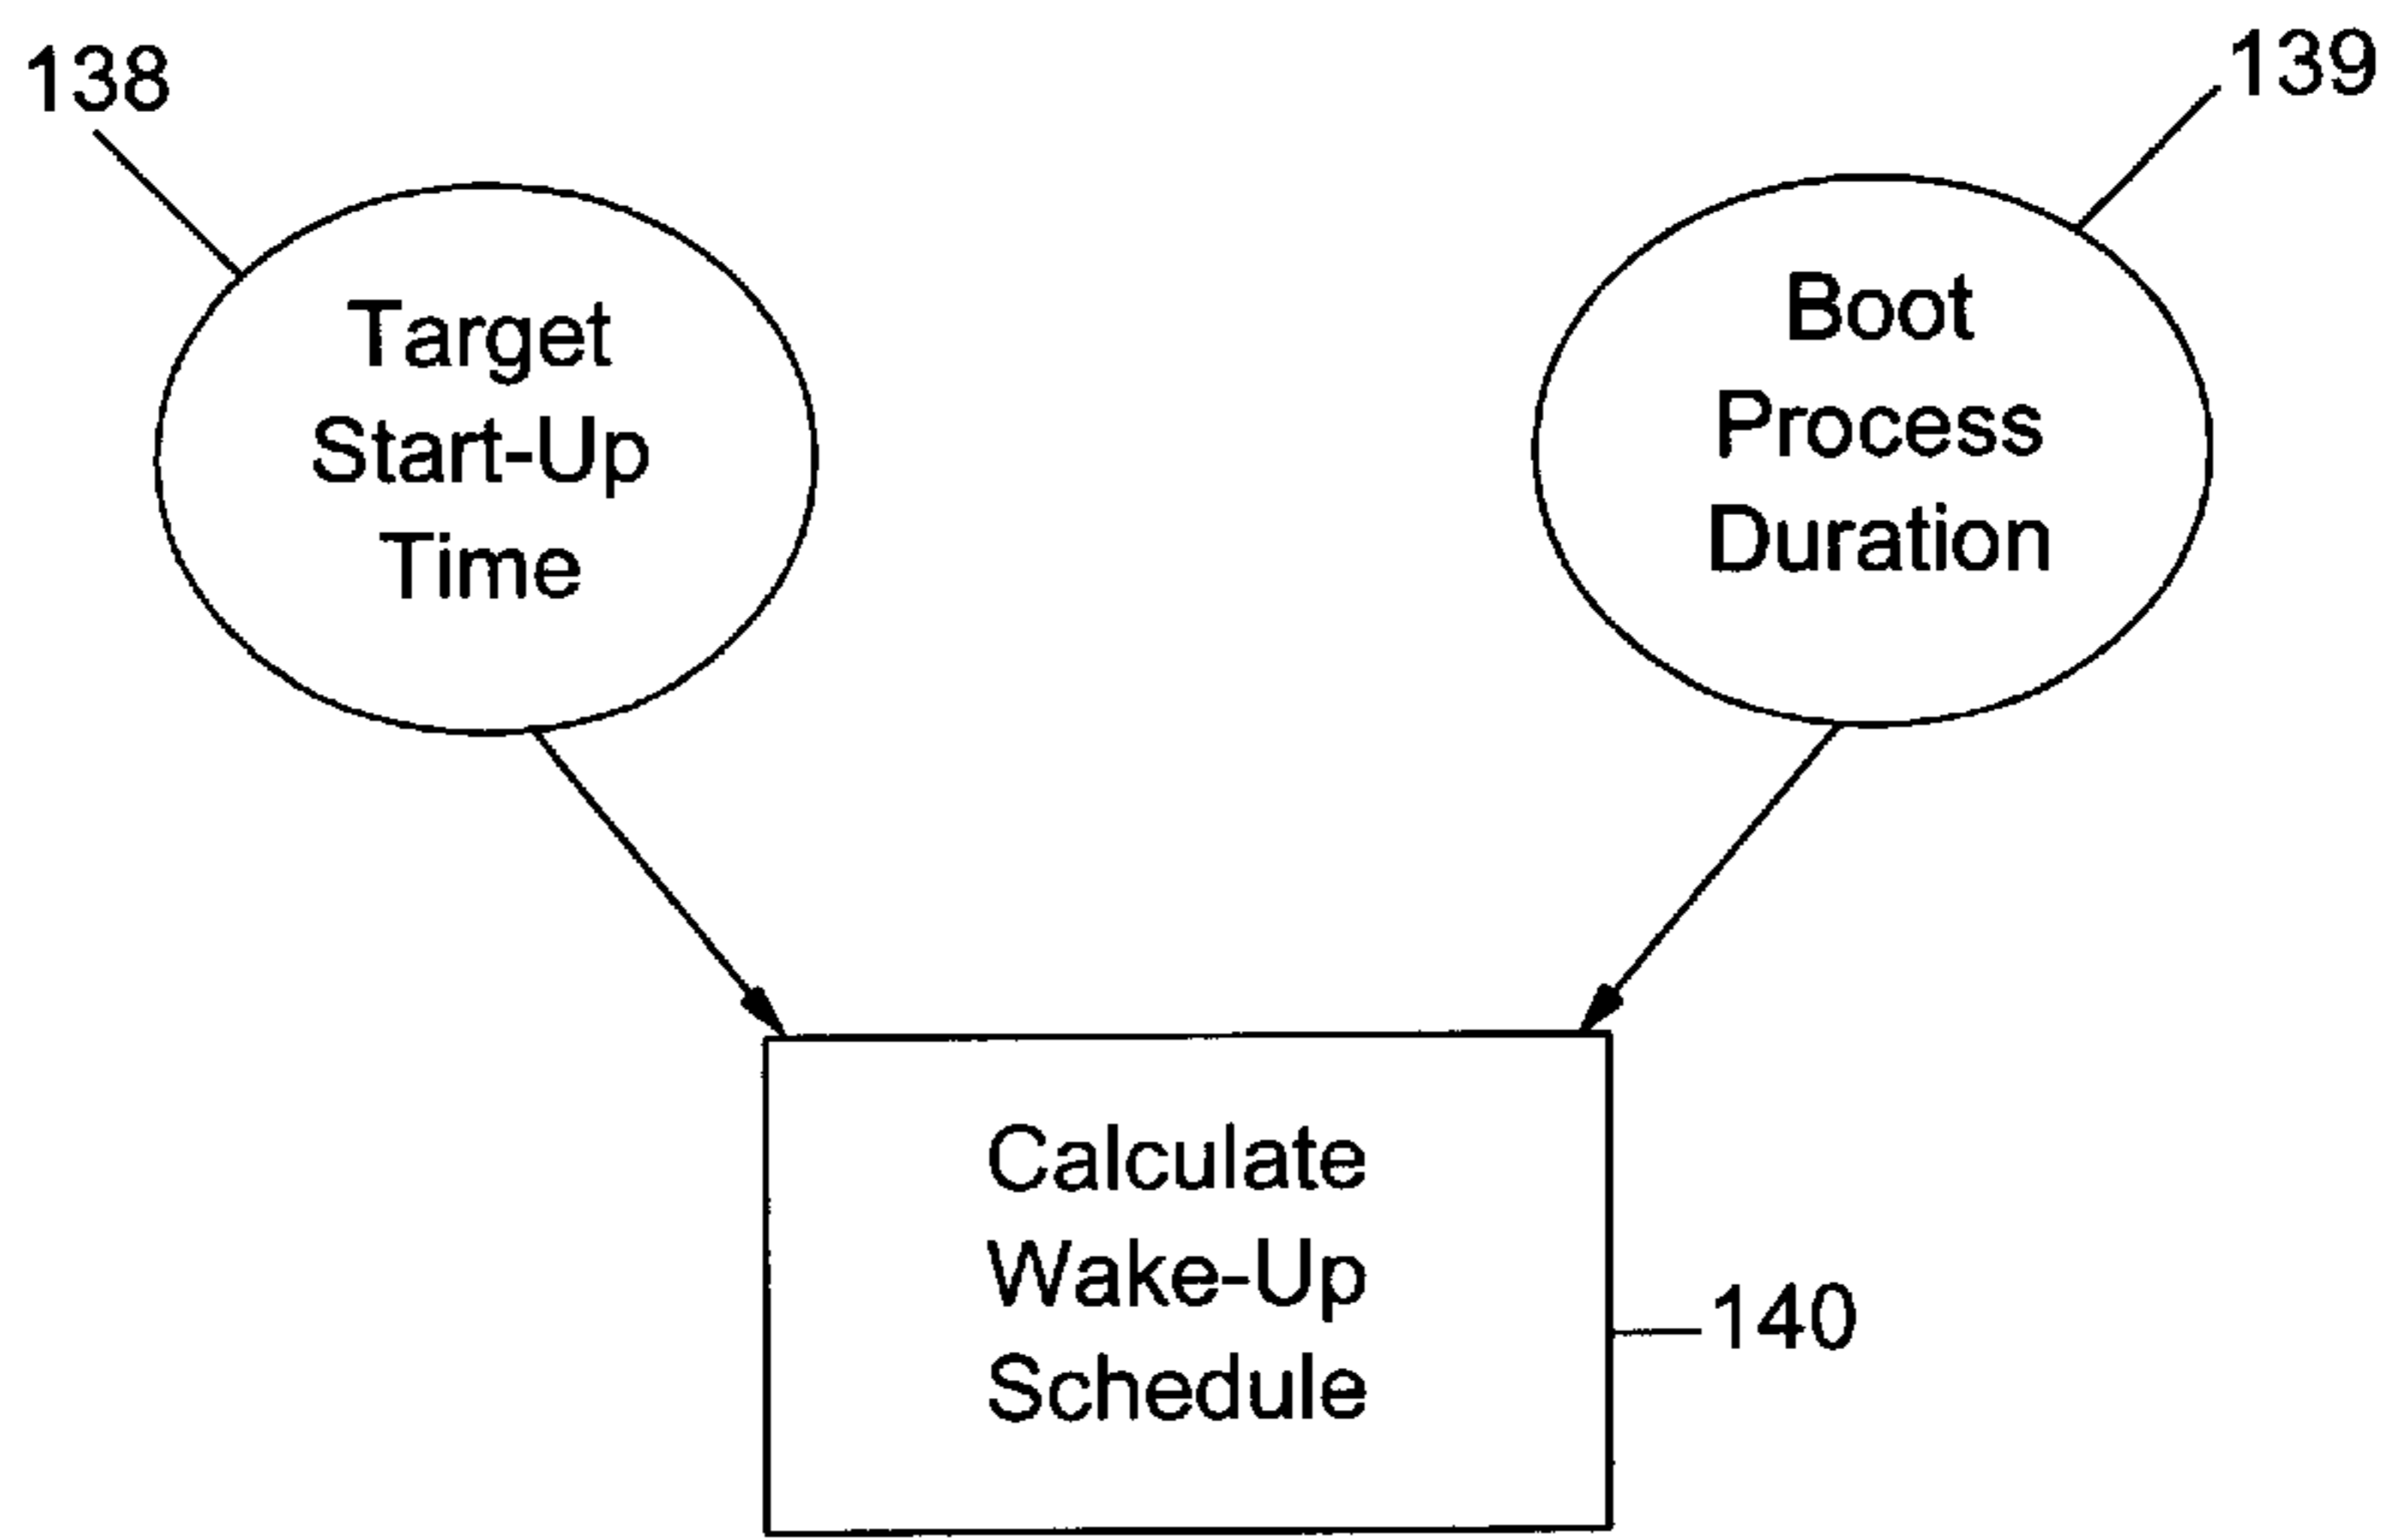 138
139
Target
Start-Up
Time
Boot
Process
Duration
Calculate
Wake-Up
Schedule
140